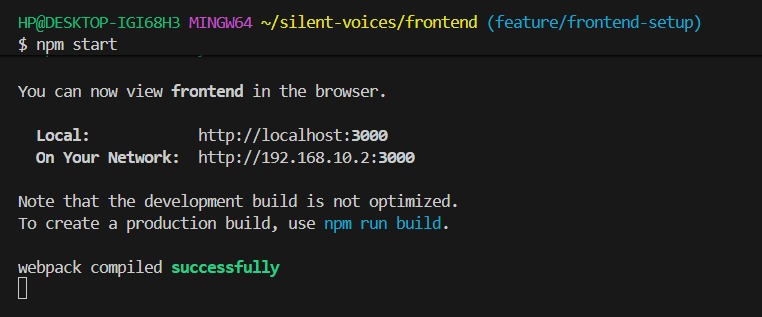 HP@DESKTOP-IGI68H3 MINGW64 ~/silent-voices/frontend (feature/frontend-setup)
$ npm start
You can now view frontend in the browser.
Local: http://localhost:3000
On Your Network: http://192.168.10.2:3000
Note that the development build is not optimized.
To create a production build, use npm run build.
webpack compiled successfully